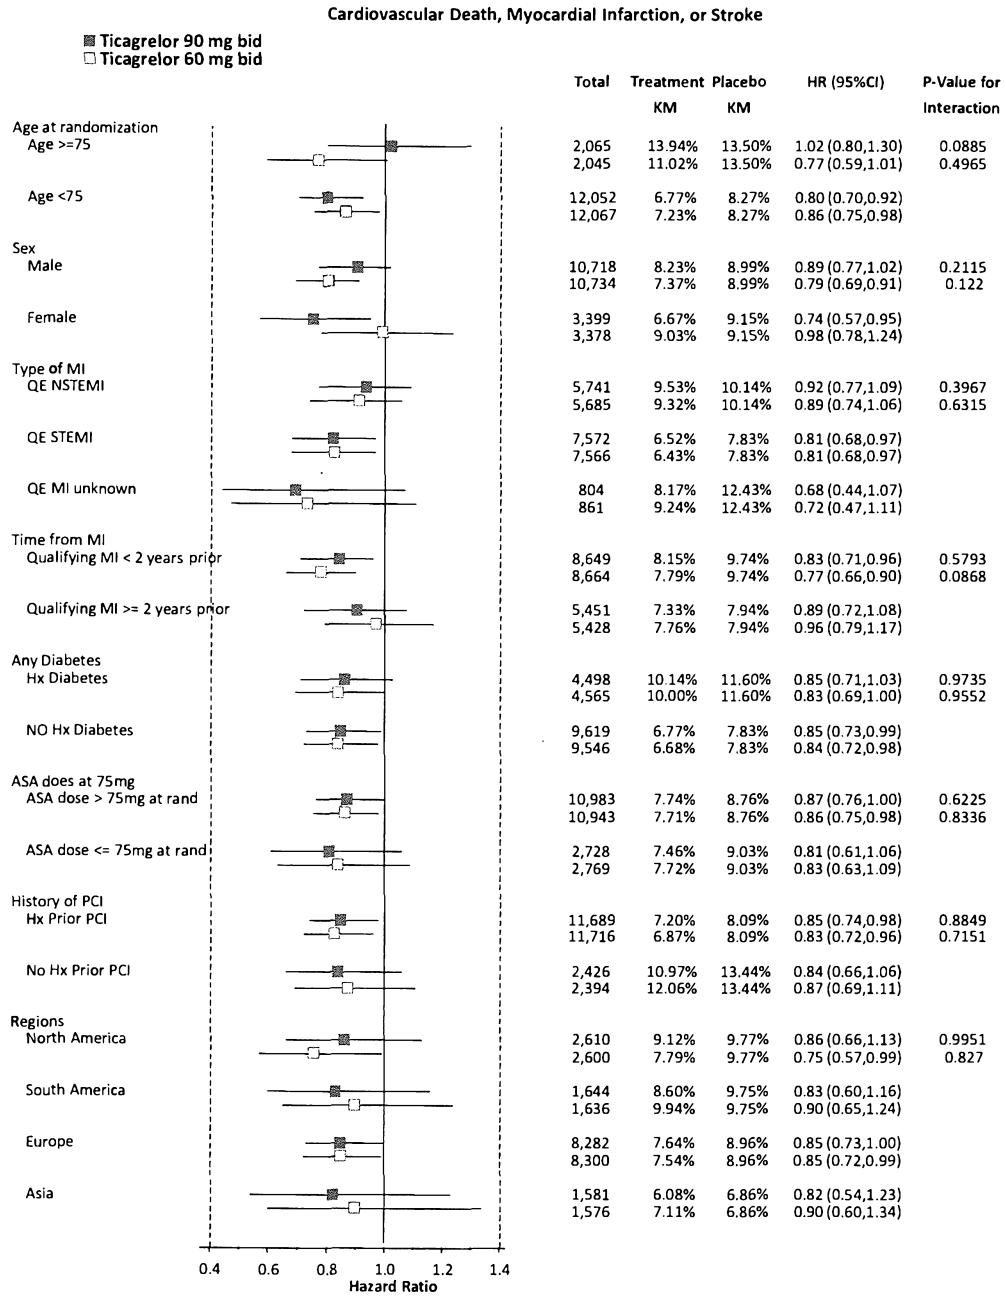 Cardiovascular Death, Myocardial Infarction, or Stroke
Ticagrelor 90 mg bid
Ticagrelor 60 mg bid
Total Treatment Placebo HR (95%CI) P-Value for
KM KM Interaction
Age at randomization
Age >=75 2,065 13.94% 13.50% 1.02 (0.80,1.30) 0.0885
2,045 11.02% 13.50% 0.77 (0.59,1.01) 0.4965
Age <75 12,052 6.77% 8.27% 0.80 (0.70,0.92)
12,067 7.23% 8.27% 0.86 (0.75,0.98)
Sex
Male 10,718 8.23% 8.99% 0.89 (0.77,1.02) 0.2115
10,734 7.37% 8.99% 0.79 (0.69,0.91) 0.122
Female 3,399 6.67% 9.15% 0.74 (0.57,0.95)
3,378 9.03% 9.15% 0.98 (0.78,1.24)
Type of MI
QE NSTEMI 5,741 9.53% 10.14% 0.92 (0.77,1.09) 0.3967
5,685 9.32% 10.14% 0.89 (0.74,1.06) 0.6315
QE STEMI 7,572 6.52% 7.83% 0.81 (0.68,0.97)
7,566 6.43% 7.83% 0.81 (0.68,0.97)
QE MI unknown 804 8.17% 12.43% 0.68 (0.44,1.07)
861 9.24% 12.43% 0.72 (0.47,1.11)
Time from MI
Qualifying MI < 2 years prior 8,649 8.15% 9.74% 0.83 (0.71,0.96) 0.5793
8,664 7.79% 9.74% 0.77 (0.66,0.90) 0.0868
Qualifying MI >= 2 years prior 5,451 7.33% 7.94% 0.89 (0.72,1.08)
5,428 7.76% 7.94% 0.96 (0.79,1.17)
Any Diabetes
Hx Diabetes 4,498 10.14% 11.60% 0.85 (0.71,1.03) 0.9735
4,565 10.00% 11.60% 0.83 (0.69,1.00) 0.9552
NO Hx Diabetes 9,619 6.77% 7.83% 0.85 (0.73,0.99)
9,546 6.68% 7.83% 0.84 (0.72,0.98)
ASA does at 75mg
ASA dose > 75mg at rand 10,983 7.74% 8.76% 0.87 (0.76,1.00) 0.6225
10,943 7.71% 8.76% 0.86 (0.75,0.98) 0.8336
ASA dose <= 75mg at rand 2,728 7.46% 9.03% 0.81 (0.61,1.06)
2,769 7.72% 9.03% 0.83 (0.63,1.09)
History of PCI
Hx Prior PCI 11,689 7.20% 8.09% 0.85 (0.74,0.98) 0.8849
11,716 6.87% 8.09% 0.83 (0.72,0.96) 0.7151
No Hx Prior PCI 2,426 10.97% 13.44% 0.84 (0.66,1.06)
2,394 12.06% 13.44% 0.87 (0.69,1.11)
Regions
North America 2,610 9.12% 9.77% 0.86 (0.66,1.13) 0.9951
2,600 7.79% 9.77% 0.75 (0.57,0.99) 0.827
South America 1,644 8.60% 9.75% 0.83 (0.60,1.16)
1,636 9.94% 9.75% 0.90 (0.65,1.24)
Europe 8,282 7.64% 8.96% 0.85 (0.73,1.00)
8,300 7.54% 8.96% 0.85 (0.72,0.99)
Asia 1,581 6.08% 6.86% 0.82 (0.54,1.23)
1,576 7.11% 6.86% 0.90 (0.60,1.34)
0.4 0.6 0.8 1.0 1.2 1.4
Hazard Ratio